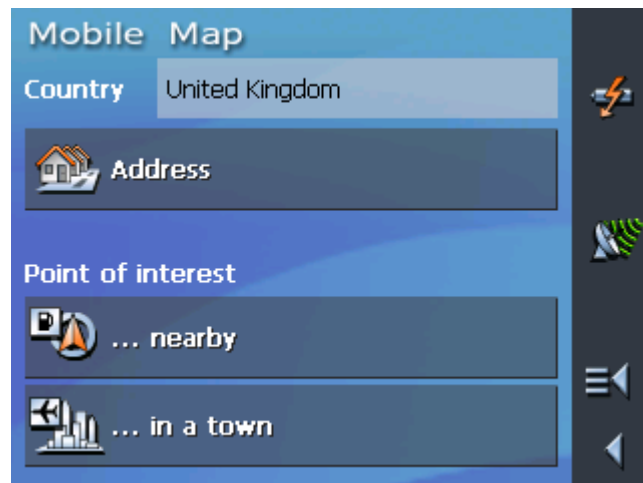 Mobile Map
Country United Kingdom
Address
Point of interest
... nearby
... in a town